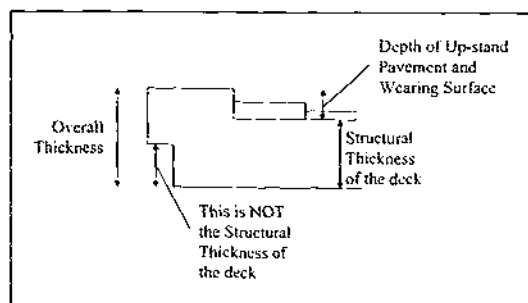 Depth of Up-stand
Pavement and
Wearing Surface
Overall
Thickness
Structural
Thickness
of the deck
This is NOT
the Structural
Thickness of
the deck